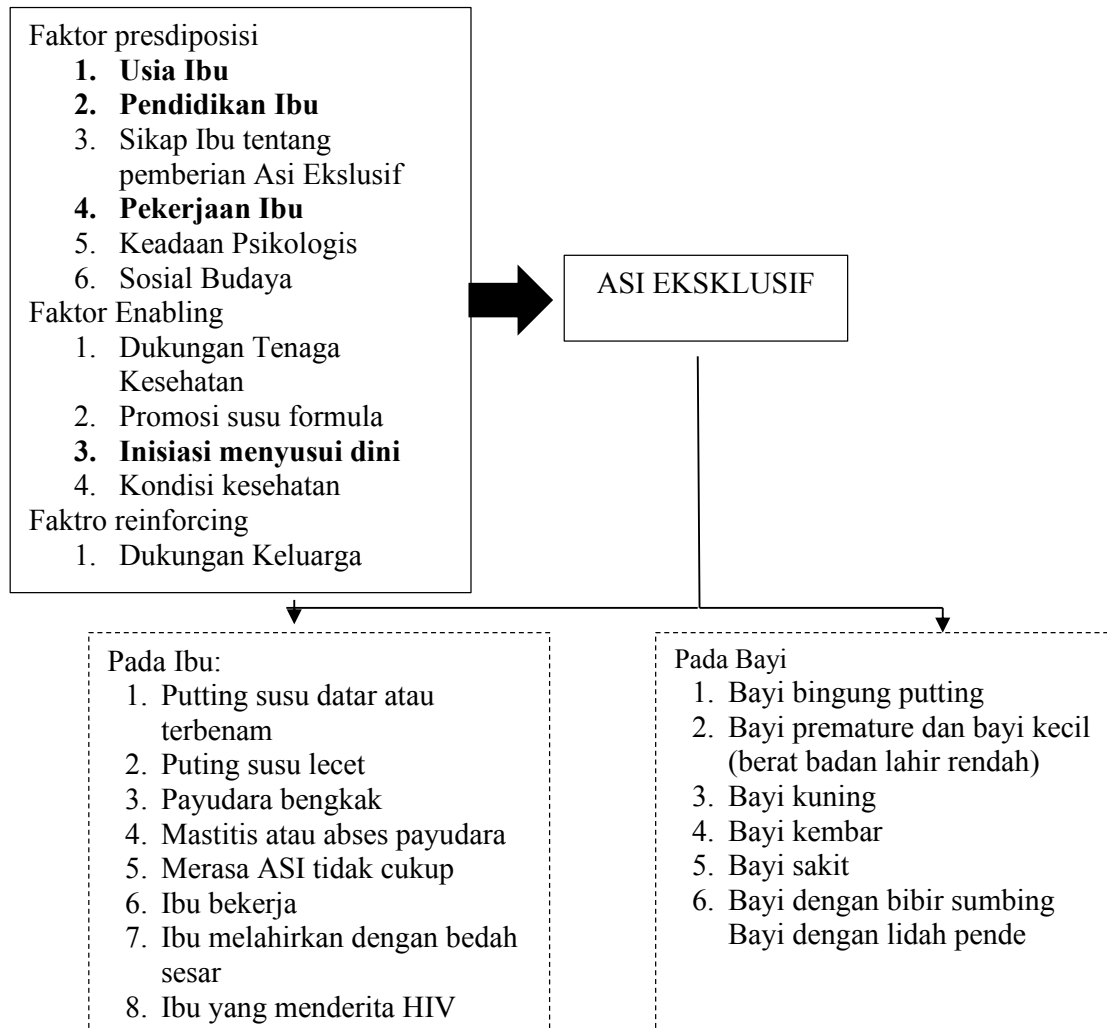 Faktor presdiposisi
1. Usia Ibu
2. Pendidikan Ibu
3. Sikap Ibu tentang
pemberian Asi Ekslusif
4. Pekerjaan Ibu
5. Keadaan Psikologis
6. Sosial Budaya
Faktor Enabling
1. Dukungan Tenaga
Kesehatan
2. Promosi susu formula
3. Inisiasi menyusui dini
4. Kondisi kesehatan
Faktro reinforcing
1. Dukungan Keluarga
ASI EKSKLUSIF
Pada Ibu:
1. Putting susu datar atau
terbenam
2. Puting susu lecet
3. Payudara bengkak
4. Mastitis atau abses payudara
5. Merasa ASI tidak cukup
6. Ibu bekerja
7. Ibu melahirkan dengan bedah
sesar
8. Ibu yang menderita HIV
Pada Bayi
1. Bayi bingung putting
2. Bayi premature dan bayi kecil
(berat badan lahir rendah)
3. Bayi kuning
4. Bayi kembar
5. Bayi sakit
6. Bayi dengan bibir sumbing
Bayi dengan lidah pende